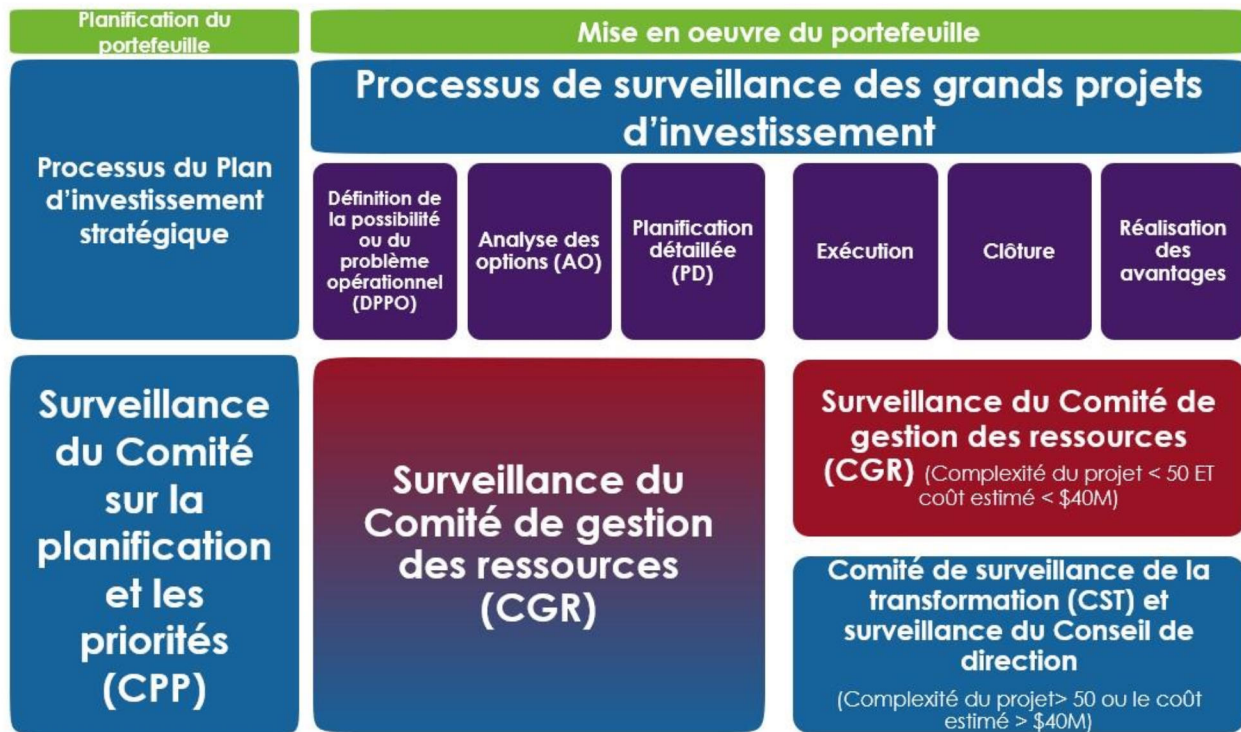 Planification du
portefeuille
Mise en oeuvre du portefeuille
Processus du Plan
d'investissement
stratégique
Processus de surveillance des grands projets
d'investissement
Définition de
la possibilité
ou du
problème
opérationnel
(DPPO)
Analyse des
options (AO)
Planification
détaillée
(PD)
Exécution
Clôture
Réalisation
des
avantages
Surveillance
du Comité
sur la
planification
et les
priorités
(CPP)
Surveillance du
Comité de gestion
des ressources
(CGR)
Surveillance du Comité de
gestion des ressources
(CGR) (Complexité du projet < 50 ET
coût estimé < $40M)
Comité de surveillance de la
transformation (CST) et
surveillance du Conseil de
direction
(Complexité du projet> 50 ou le coût
estimé > $40M)